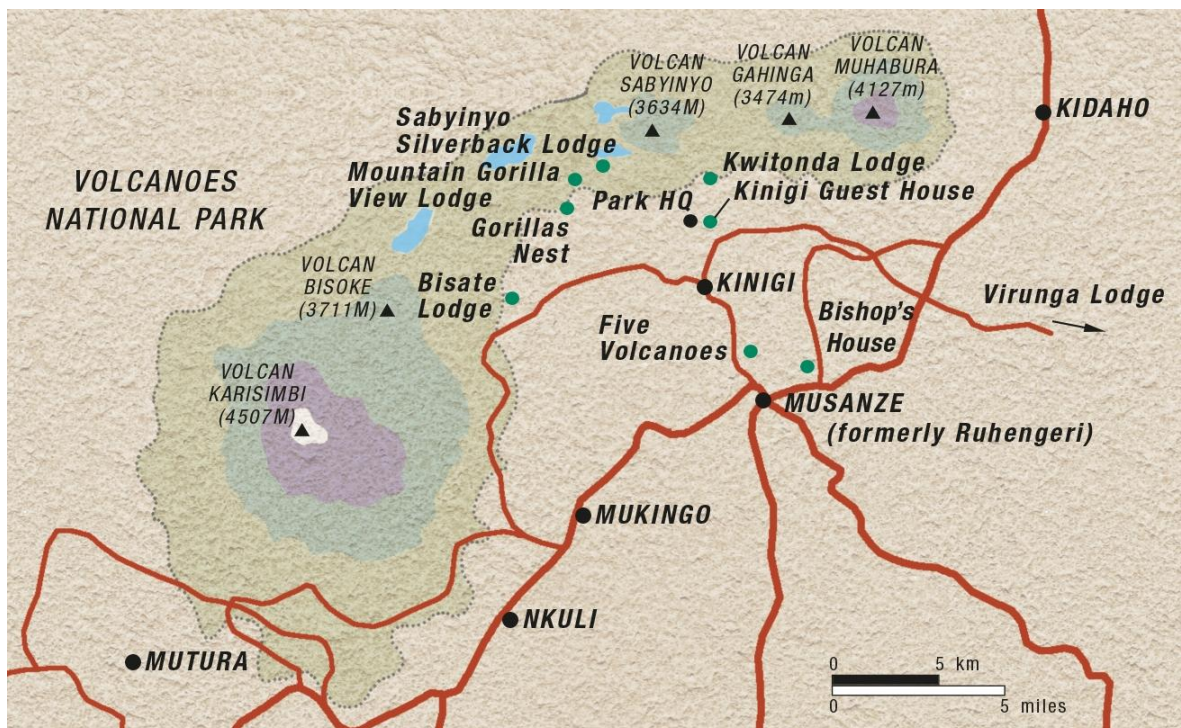 VOLCAN
SABYINYO
(3634M)
VOLCAN
GAHINGA
(3474m)
VOLCAN
MUHABURA
(4127m)
KIDAHO
Sabyinyo
Silverback Lodge
Mountain Gorilla
View Lodge
Kwitonda Lodge
Kinigi Guest House
VOLCANOES
NATIONAL PARK
Park HQ
Gorillas
Nest
VOLCAN
BISOKE
(3711M)
Bisate
Lodge
KINIGI
Virunga Lodge
Bishop's
House
Five
Volcanoes
VOLCAN
KARISIMBI
(4507M)
MUSANZE
(formerly Ruhengeri)
MUKINGO
NKULI
MUTURA
0 5 km
0 5 miles